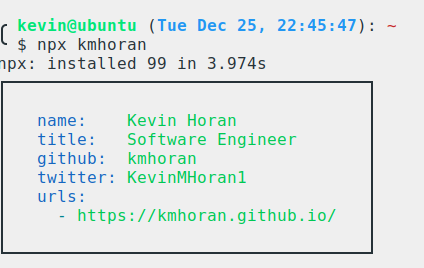 kevin@ubuntu (Tue Dec 25, 22:45:47): ~
$ npx kmhoran
npx: installed 99 in 3.974s
name: Kevin Horan
title: Software Engineer
github: kmhoran
twitter: KevinMHoran1
urls:
- https://kmhoran.github.io/